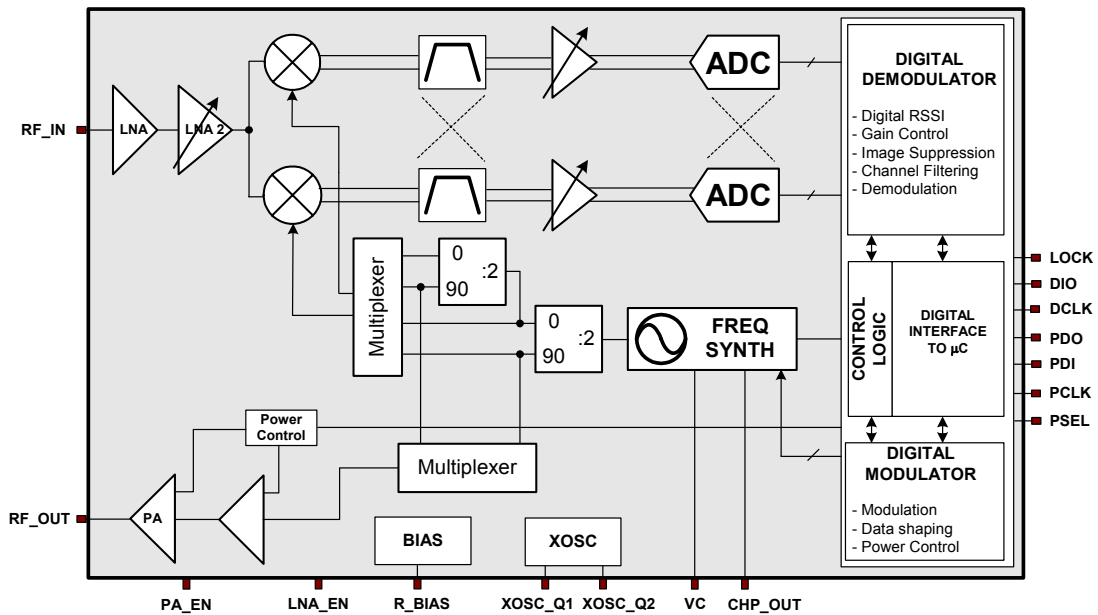 RF_IN
LNA
LNA 2
ADC
ADC
DIGITAL
DEMODULATOR
- Digital RSSI
- Gain Control
- Image Suppression
- Channel Filtering
- Demodulation
Multiplexer
0
:2
90
0
:2
90
FREQ
SYNTH
CONTROL
LOGIC
DIGITAL
INTERFACE
TO µC
LOCK
DIO
DCLK
PDO
PDI
PCLK
PSEL
Power
Control
Multiplexer
DIGITAL
MODULATOR
- Modulation
- Data shaping
- Power Control
RF_OUT
PA
BIAS
XOSC
PA_EN
LNA_EN
R_BIAS
XOSC_Q1
XOSC_Q2
VC
CHP_OUT